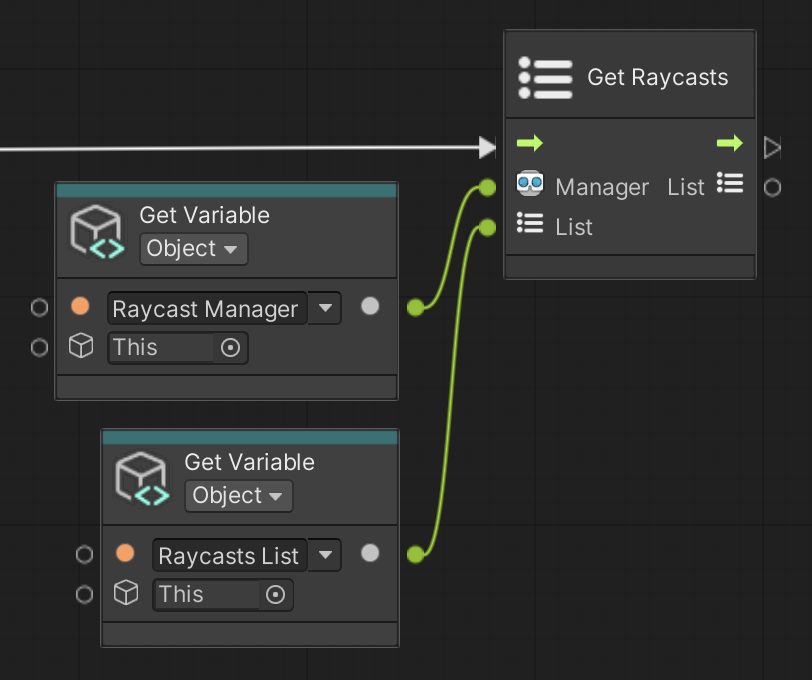 Get Raycasts
Manager List
List
Get Variable
Object
Raycast Manager
This
Get Variable
Object
Raycasts List
This